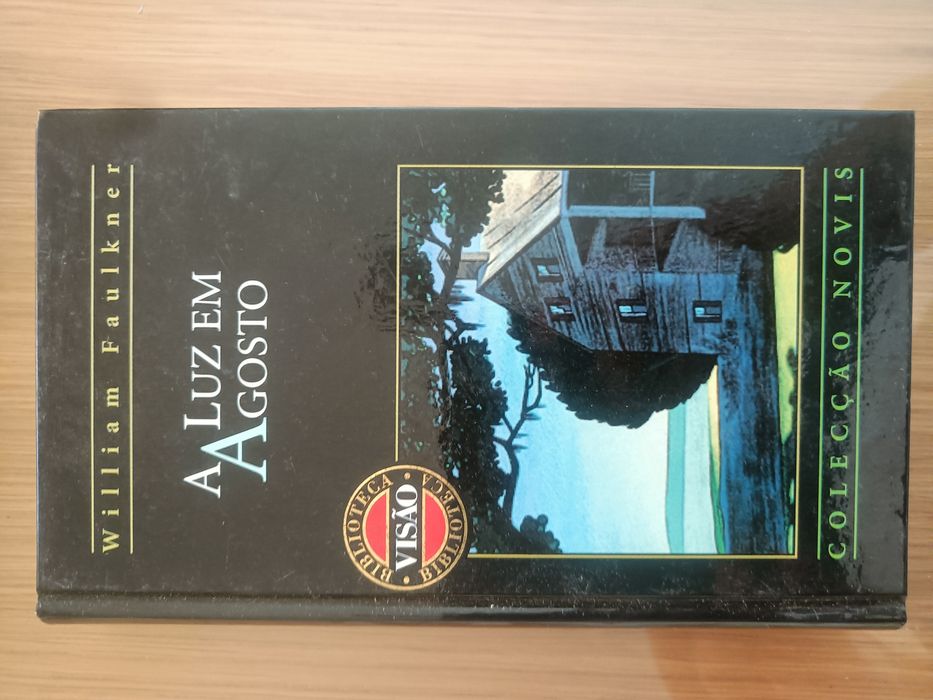 William Faulkner
A LUZ EM
AGOSTO
BIBLIOTECA
VISÃO
BIBLIOTECA
COLECÇÃO NOVIS